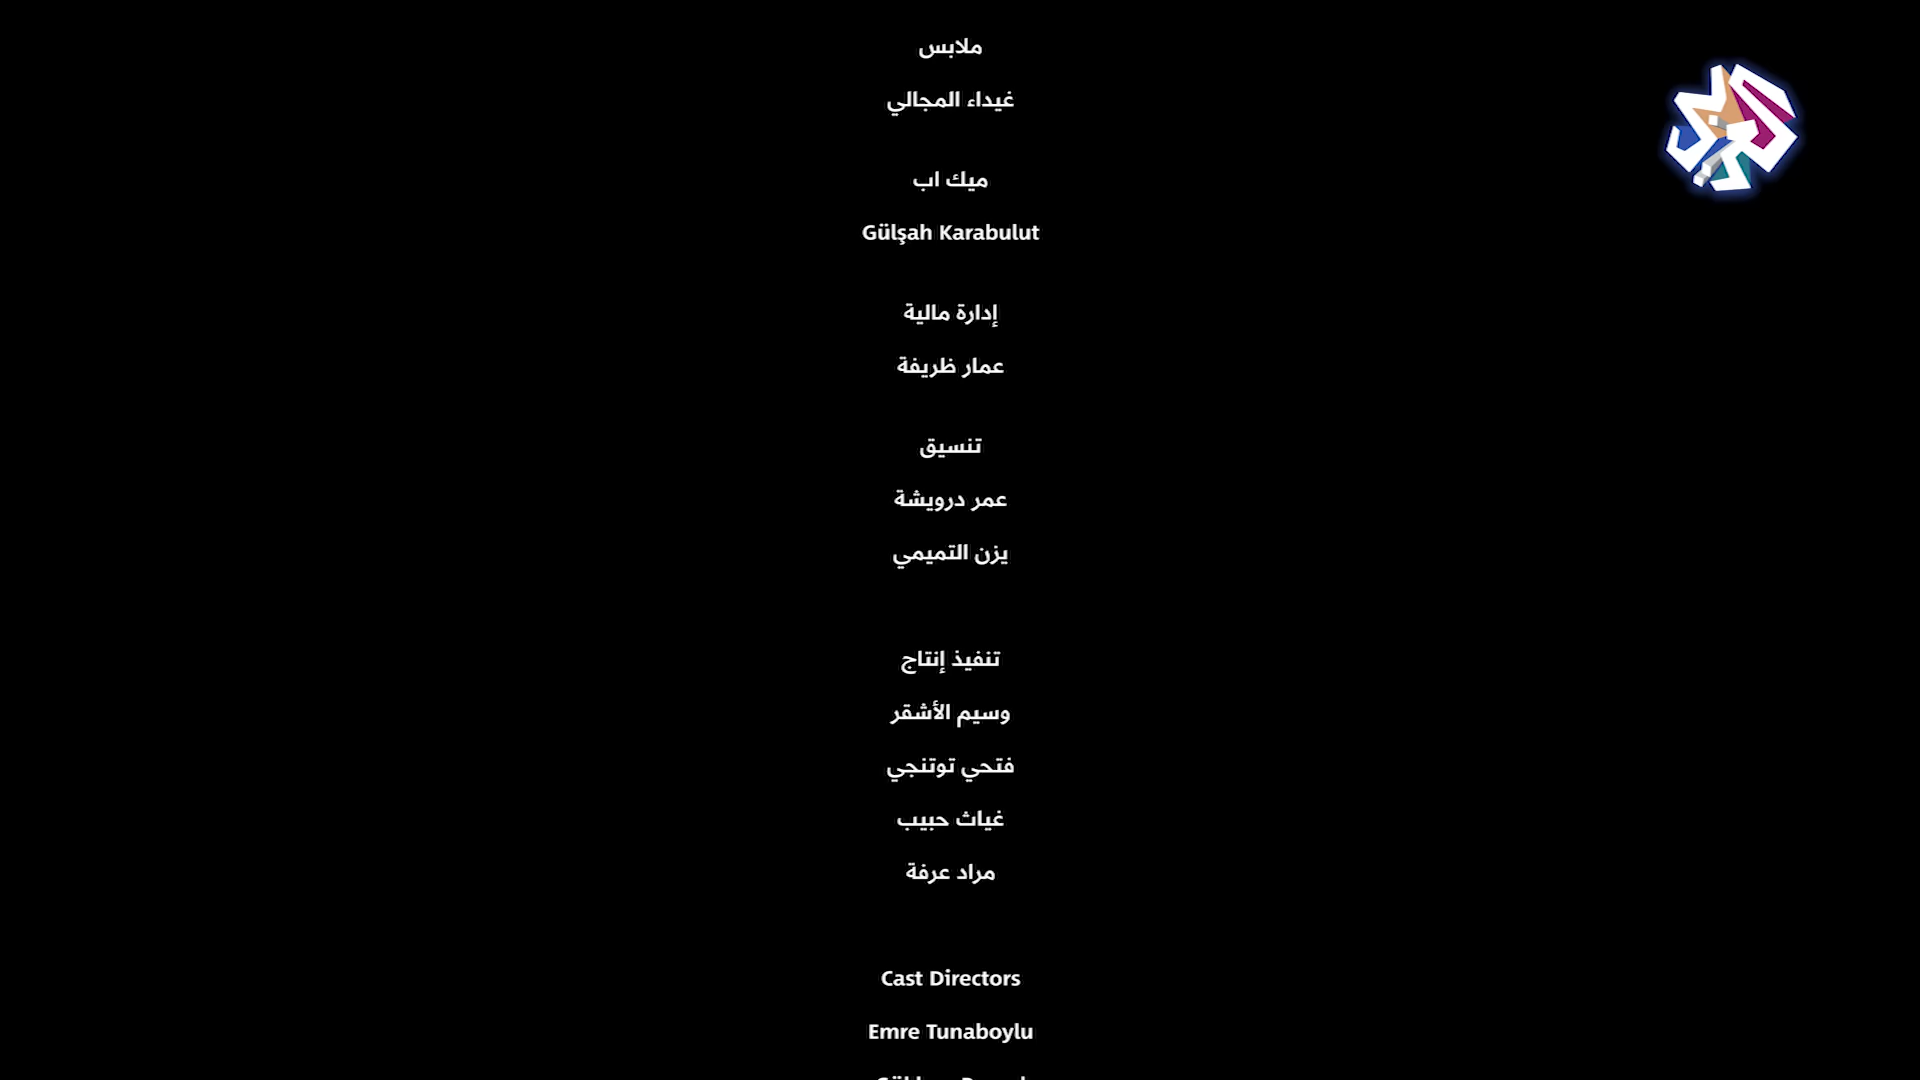 ملابس
غيداء المجالي
ميك اب
Gülşah Karabulut
إدارة مالية
عمار ظريفة
تنسيق
عمر درويشة
يزن التميمي
تنفيذ إنتاج
وسيم الأشقر
فتحي توتنجي
غياث حبيب
مراد عرفة
Cast Directors
Emre Tunaboylu